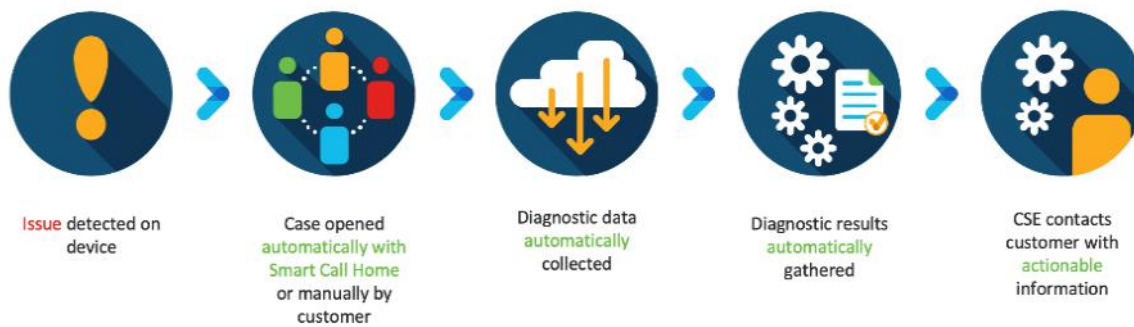 Issue detected on
device
Case opened
automatically with
Smart Call Home
or manually by
customer
Diagnostic data
automatically
collected
Diagnostic results
automatically
gathered
CSE contacts
customer with
actionable
information